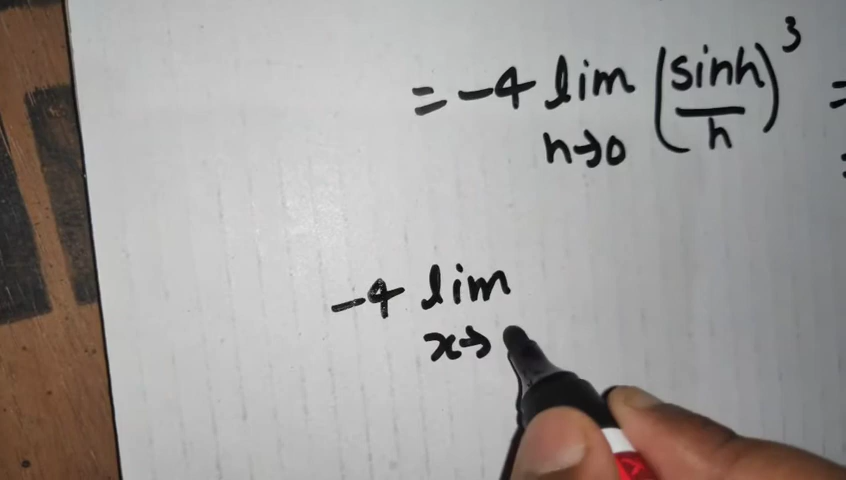 = -4 lim h→0 (sinh/h)^3 =
-4 lim x→